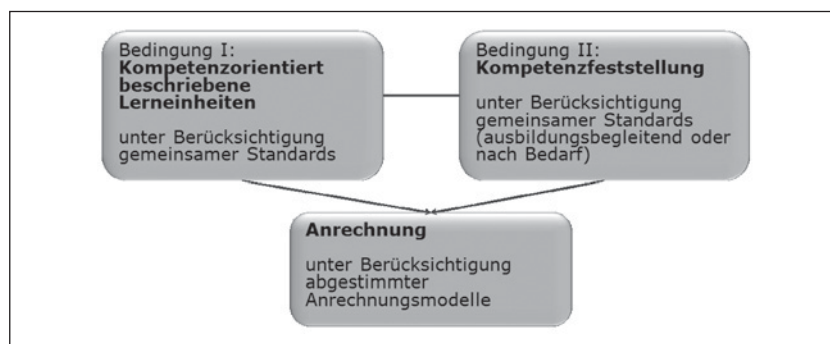 Bedingung I:
Kompetenzorientiert
beschriebene
Lerneinheiten
unter Berücksichtigung
gemeinsamer Standards
Bedingung II:
Kompetenzfeststellung
unter Berücksichtigung
gemeinsamer Standards
(ausbildungsbegleitend oder
nach Bedarf)
Anrechnung
unter Berücksichtigung
abgestimmter
Anrechnungsmodelle